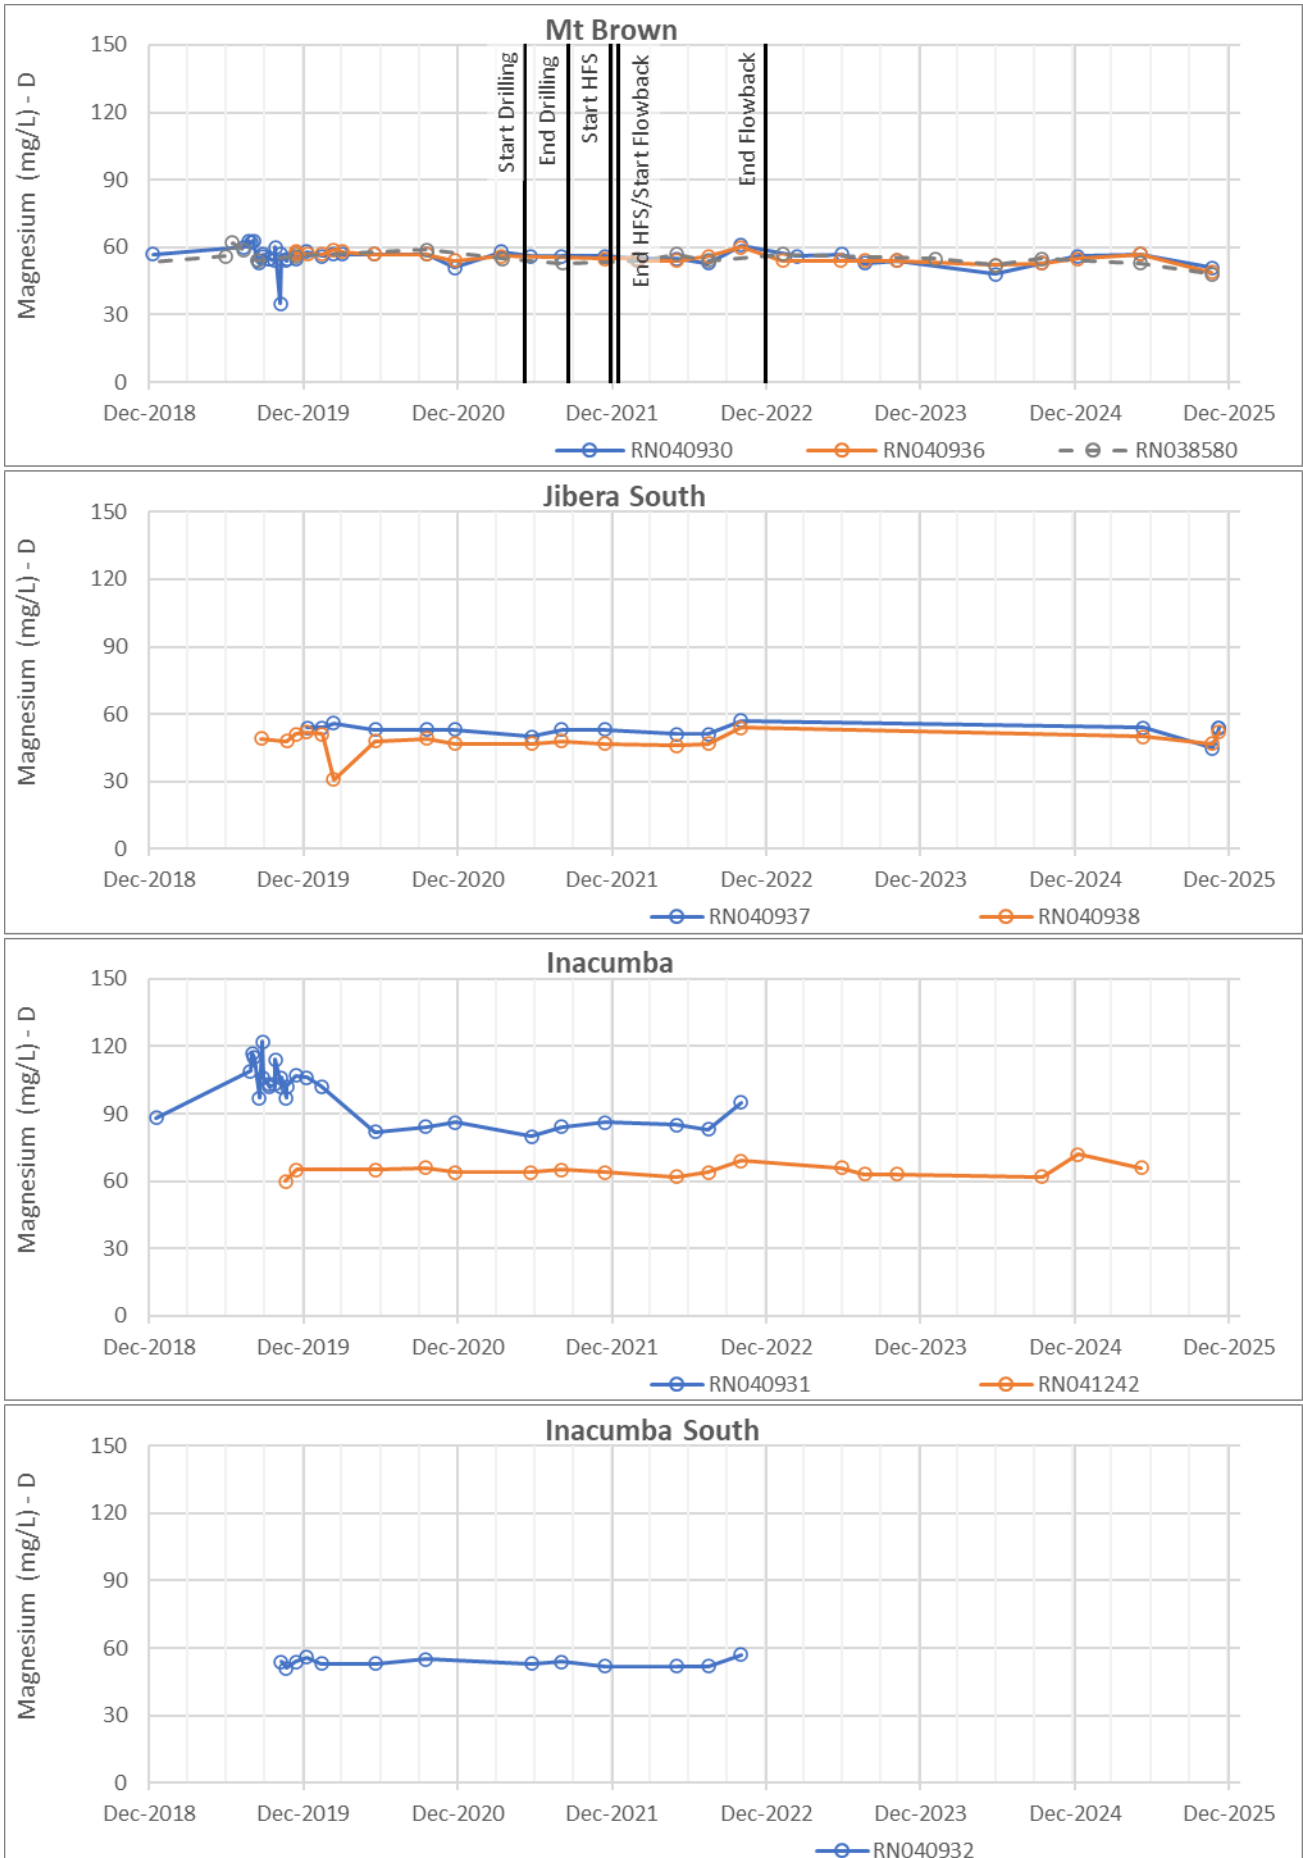 Mt Brown
Magnesium (mg/L) - D
150
120
90
60
30
0
Start Drilling
End Drilling
Start HFS
End HFS/Start Flowback
End Flowback
Dec-2018 Dec-2019 Dec-2020 Dec-2021 Dec-2022 Dec-2023 Dec-2024 Dec-2025
RN040930 RN040936 RN038580
Jibera South
Magnesium (mg/L) - D
150
120
90
60
30
0
Dec-2018 Dec-2019 Dec-2020 Dec-2021 Dec-2022 Dec-2023 Dec-2024 Dec-2025
RN040937 RN040938
Inacumba
Magnesium (mg/L) - D
150
120
90
60
30
0
Dec-2018 Dec-2019 Dec-2020 Dec-2021 Dec-2022 Dec-2023 Dec-2024 Dec-2025
RN040931 RN041242
Inacumba South
Magnesium (mg/L) - D
150
120
90
60
30
0
Dec-2018 Dec-2019 Dec-2020 Dec-2021 Dec-2022 Dec-2023 Dec-2024 Dec-2025
RN040932